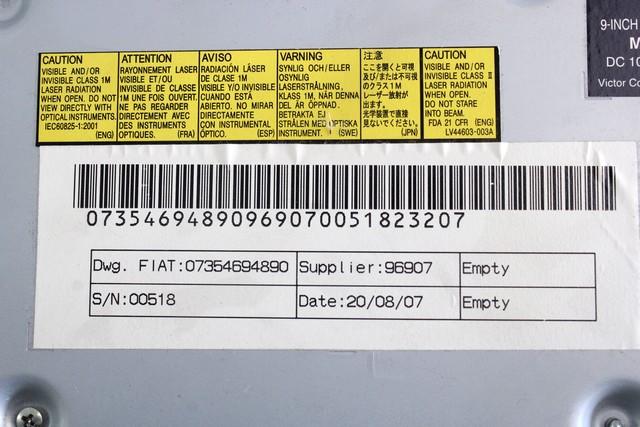 CAUTION
VISIBLE AND/OR
INVISIBLE CLASS 1M
LASER RADIATION
WHEN OPEN. DO NOT
VIEW DIRECTLY WITH
OPTICAL INSTRUMENTS.
IEC60825-1:2001
(ENG)
ATTENTION
RAYONNEMENT LASER
VISIBLE ET/OU
INVISIBLE DE CLASSE
1M UNE FOIS OUVERT.
NE PAS REGARDER
DIRECTEMENT AVEC
DES INSTRUMENTS
OPTIQUES. (FRA)
AVISO
RADIACIÓN LÁSER
DE CLASE 1M
VISIBLE Y/O INVISIBLE
CUANDO ESTÁ
ABIERTO. NO MIRAR
DIRECTAMENTE
CON INSTRUMENTAL
ÓPTICO. (ESP)
VARNING
SYNLIG OCH/ELLER
OSYNLIG
LASERSTRÅLNING,
KLASS 1M, NÄR DENNA
DEL ÄR ÖPPNAD.
BETRAKTA EJ
STRÅLEN MED OPTISKA
INSTRUMENT. (SWE)
注意
ここを開くと可視
及び/または不可視
のクラス1M
レーザー放射が
出ます。
光学装置で直接
見ないでください。
(JPN)
CAUTION
VISIBLE AND/OR
INVISIBLE CLASS II
LASER RADIATION
WHEN OPEN.
DO NOT STARE
INTO BEAM.
FDA 21 CFR (ENG)
LV44603-003A
9-INCH
M
DC 10
Victor Co
07354694890969070051823207
Dwg. FIAT:07354694890 Supplier:96907 Empty
S/N:00518 Date:20/08/07 Empty